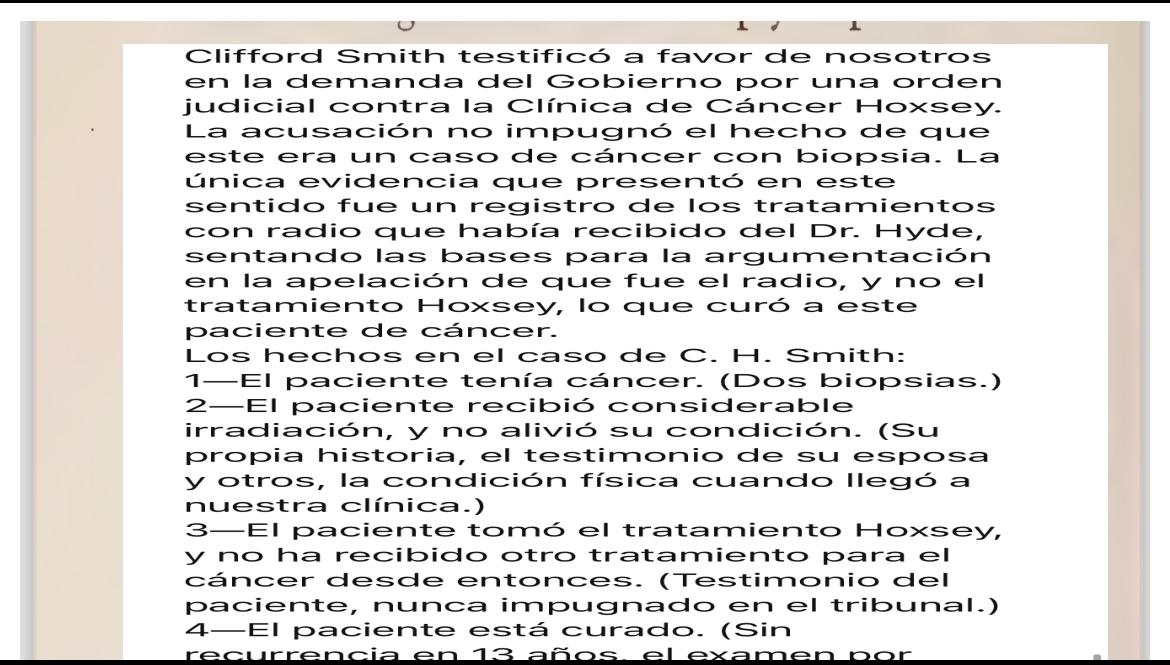 Clifford Smith testificó a favor de nosotros
en la demanda del Gobierno por una orden
judicial contra la Clínica de Cáncer Hoxsey.
La acusación no impugnó el hecho de que
este era un caso de cáncer con biopsia. La
única evidencia que presentó en este
sentido fue un registro de los tratamientos
con radio que había recibido del Dr. Hyde,
sentando las bases para la argumentación
en la apelación de que fue el radio, y no el
tratamiento Hoxsey, lo que curó a este
paciente de cáncer.
Los hechos en el caso de C. H. Smith:
1—El paciente tenía cáncer. (Dos biopsias.)
2—El paciente recibió considerable
irradiación, y no alivió su condición. (Su
propia historia, el testimonio de su esposa
y otros, la condición física cuando llegó a
nuestra clínica.)
3—El paciente tomó el tratamiento Hoxsey,
y no ha recibido otro tratamiento para el
cáncer desde entonces. (Testimonio del
paciente, nunca impugnado en el tribunal.)
4—El paciente está curado. (Sin
recurrencia en 13 años, el examen por